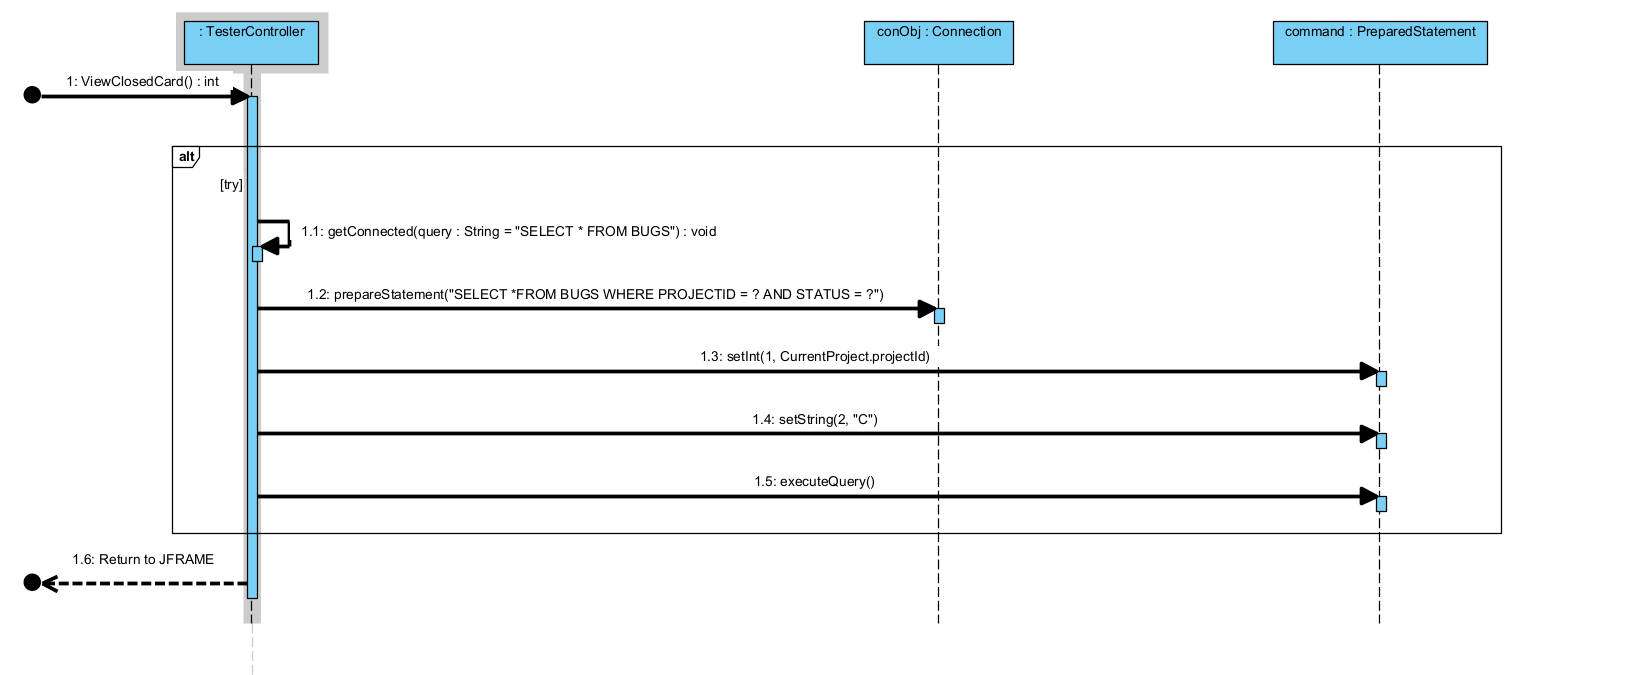 : TesterController
conObj : Connection
command : PreparedStatement
1: ViewClosedCard() : int
alt
[try]
1.1: getConnected(query : String = "SELECT * FROM BUGS") : void
1.2: prepareStatement("SELECT *FROM BUGS WHERE PROJECTID = ? AND STATUS = ?")
1.3: setInt(1, CurrentProject.projectId)
1.4: setString(2, "C")
1.5: executeQuery()
1.6: Return to JFRAME